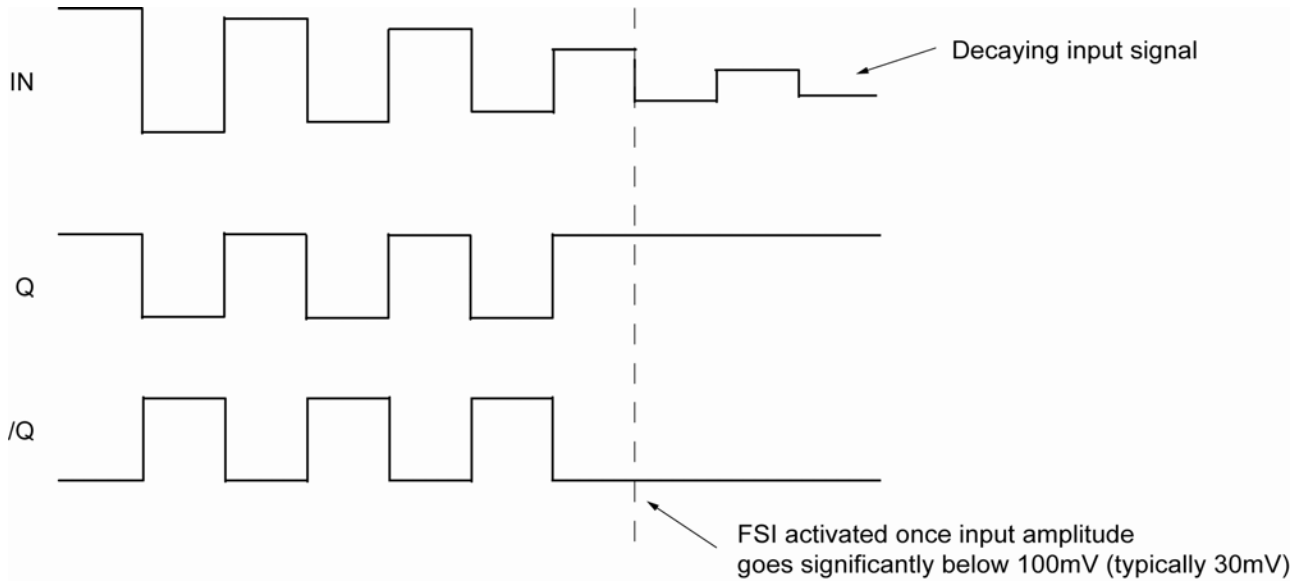 IN
Decaying input signal
Q
/Q
FSI activated once input amplitude
goes significantly below 100mV (typically 30mV)